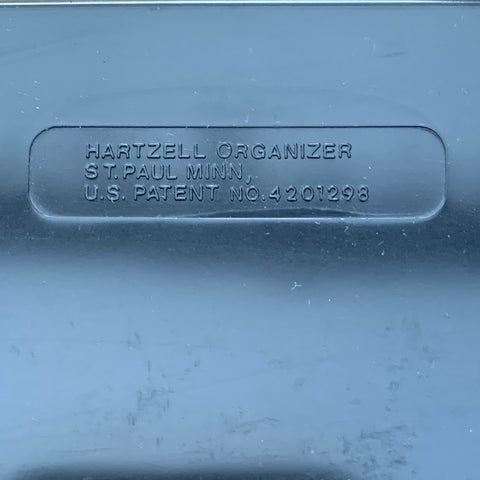 HARTZELL ORGANIZER
ST. PAUL MINN,
U.S. PATENT NO. 4201298